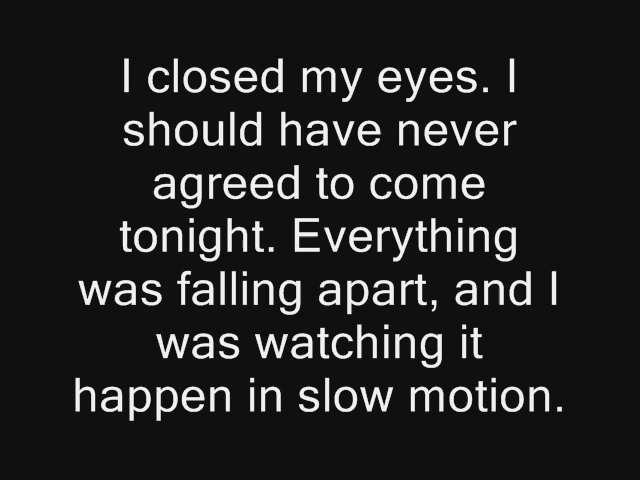 I closed my eyes. I
should have never
agreed to come
tonight. Everything
was falling apart, and I
was watching it
happen in slow motion.